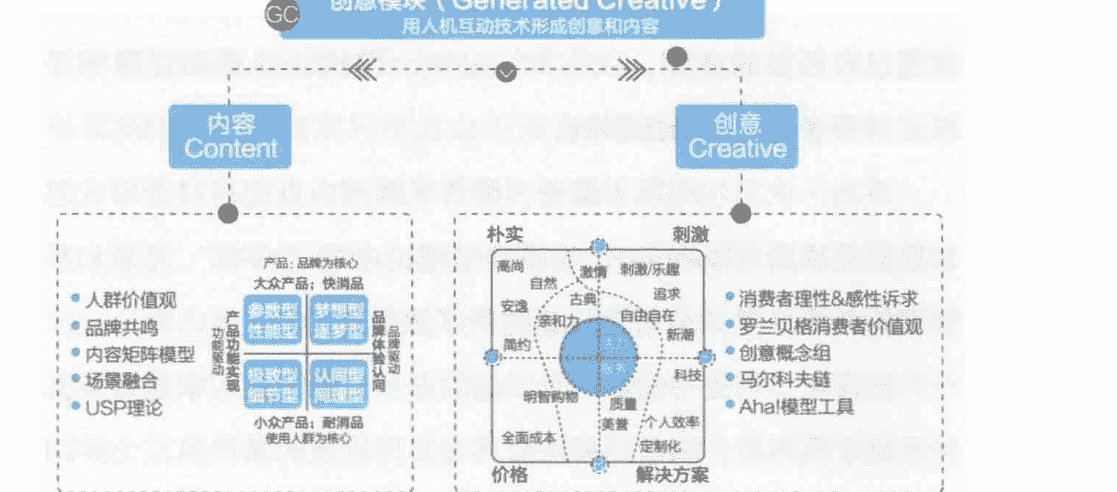 GC
创意模块（Generated Creative）
用人机互动技术形成创意和内容
内容
Content
创意
Creative
产品：品牌为核心
大众产品；快消品
人群价值观
品牌共鸣
内容矩阵模型
场景融合
USP理论
功能驱动
产品功能实现
参数型
性能型
梦想型
逐梦型
极致型
细节型
认同型
同理型
品牌体验认同
品牌驱动
小众产品；耐消品
使用人群为核心
朴实
刺激
高尚
自然
激情
刺激/乐趣
安逸
古典
追求
亲和力
自由自在
简约
新潮
服务
科技
明智购物
质量
美誉
个人效率
全面成本
定制化
价格
解决方案
消费者理性&感性诉求
罗兰贝格消费者价值观
创意概念组
马尔科夫链
Aha!模型工具